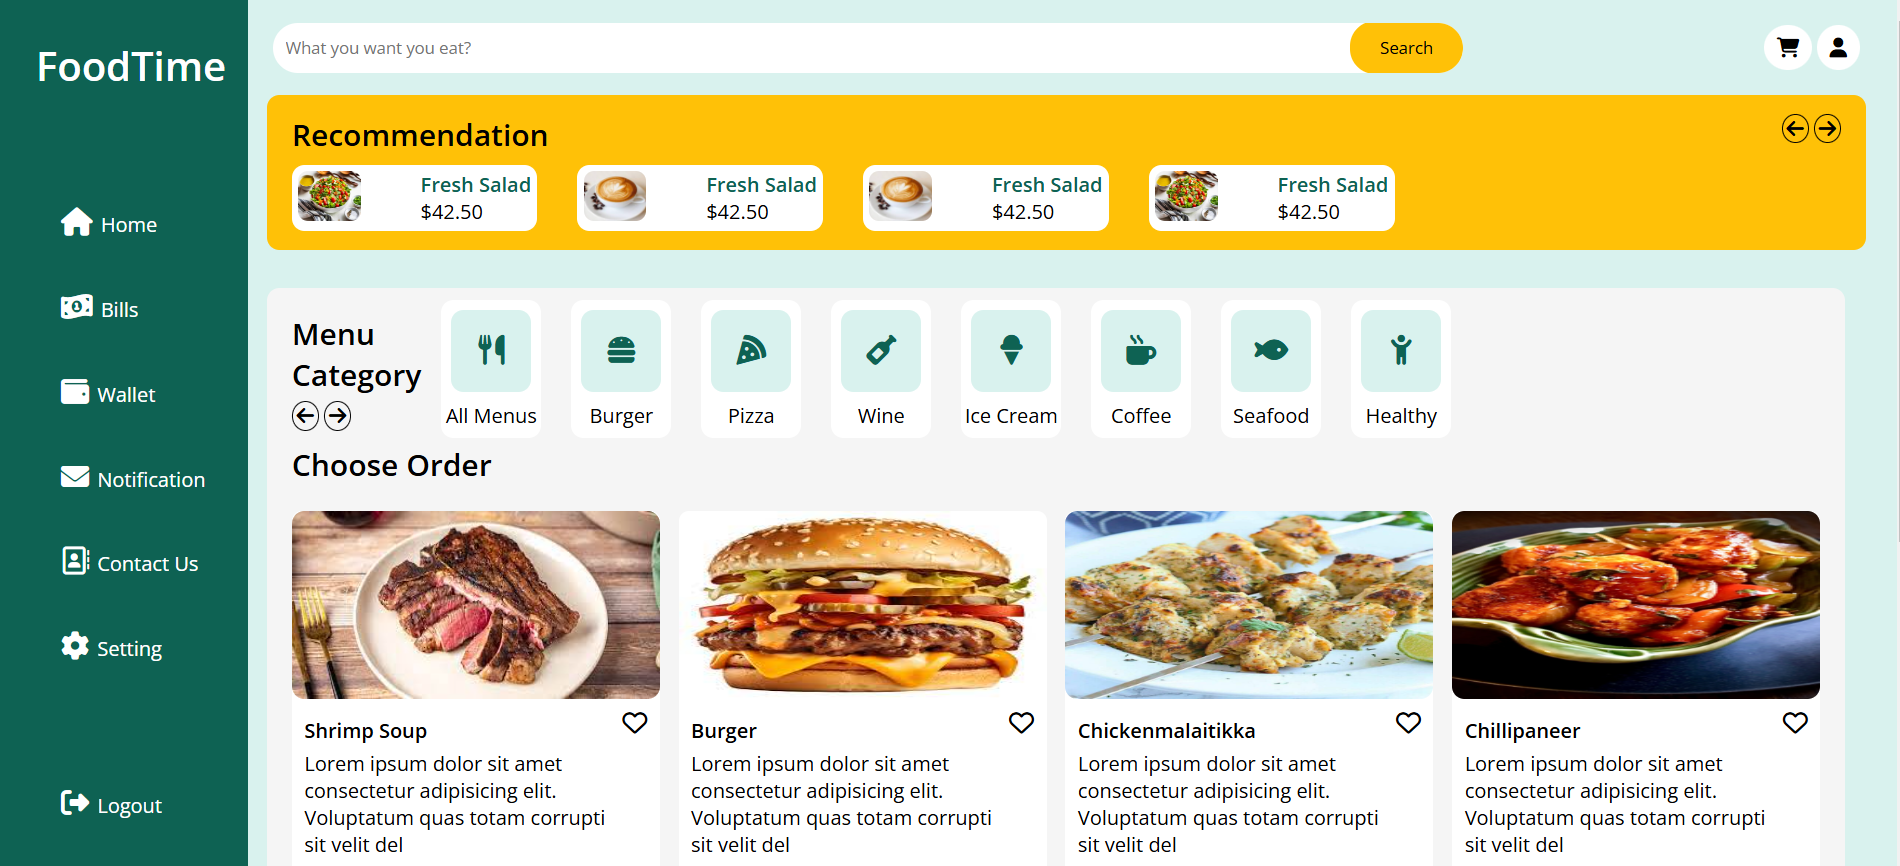 FoodTime
Home
Bills
Wallet
Notification
Contact Us
Setting
Logout
What you want you eat?
Search
Recommendation
Fresh Salad
$42.50
Fresh Salad
$42.50
Fresh Salad
$42.50
Fresh Salad
$42.50
Menu
Category
All Menus
Burger
Pizza
Wine
Ice Cream
Coffee
Seafood
Healthy
Choose Order
Shrimp Soup
Lorem ipsum dolor sit amet
consectetur adipisicing elit.
Voluptatum quas totam corrupti
sit velit del
Burger
Lorem ipsum dolor sit amet
consectetur adipisicing elit.
Voluptatum quas totam corrupti
sit velit del
Chickenmalaitikka
Lorem ipsum dolor sit amet
consectetur adipisicing elit.
Voluptatum quas totam corrupti
sit velit del
Chillipaneer
Lorem ipsum dolor sit amet
consectetur adipisicing elit.
Voluptatum quas totam corrupti
sit velit del